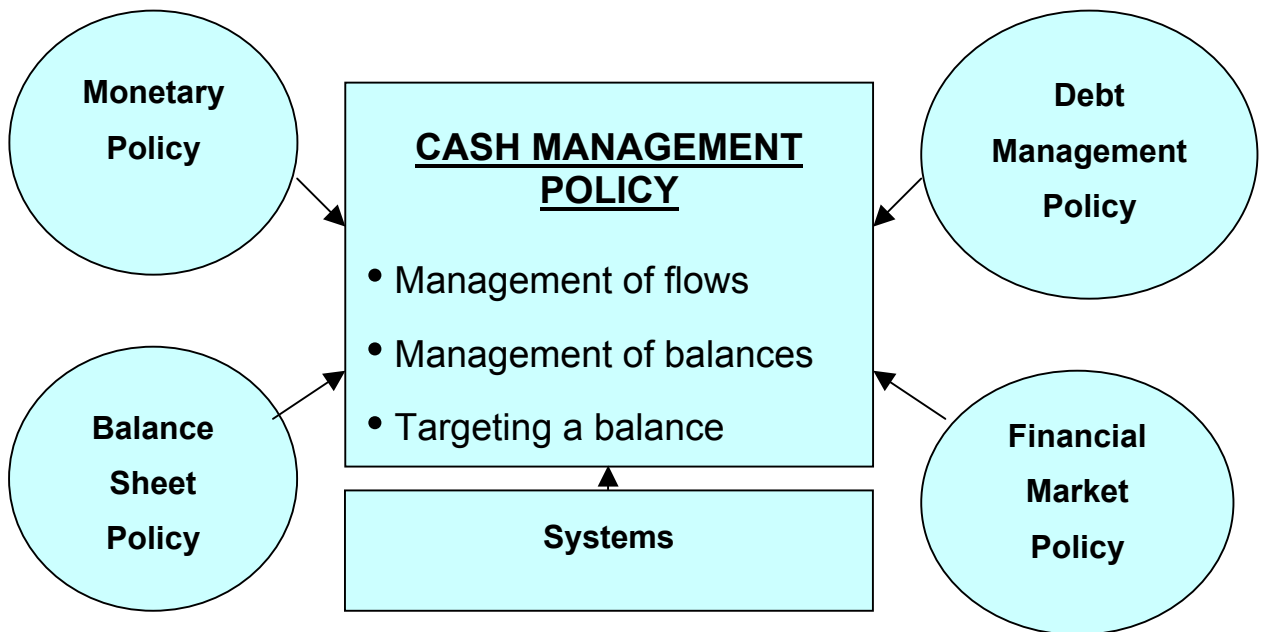 Monetary
Policy
Debt
Management
Policy
CASH MANAGEMENT
POLICY
• Management of flows
• Management of balances
• Targeting a balance
Balance
Sheet
Policy
Financial
Market
Policy
Systems